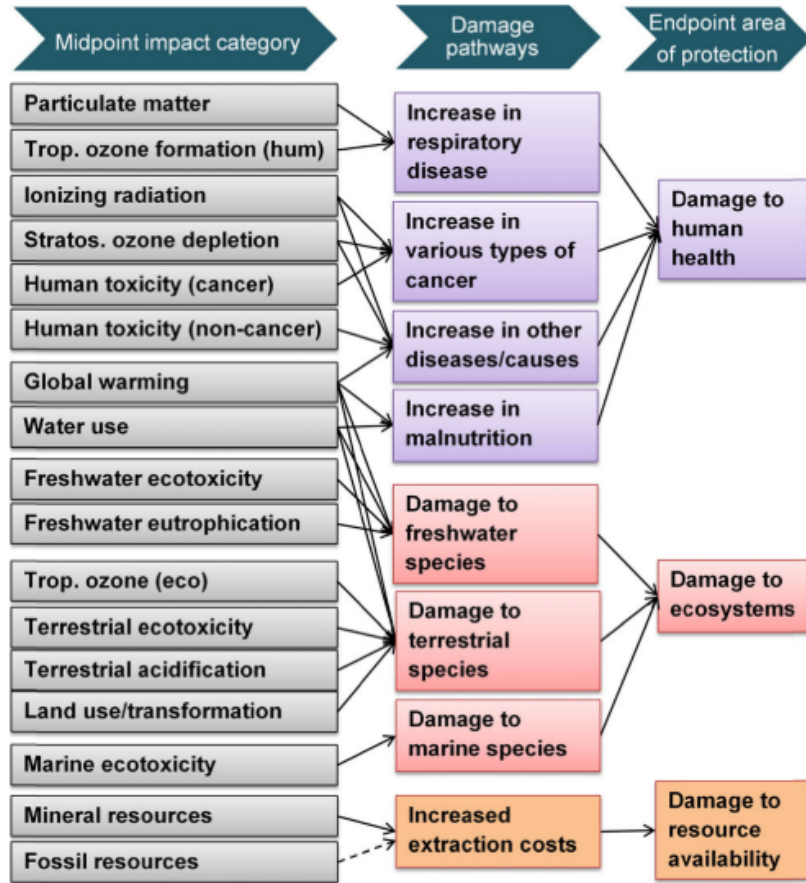 Midpoint impact category
Damage
pathways
Endpoint area
of protection
Particulate matter
Trop. ozone formation (hum)
Ionizing radiation
Stratos. ozone depletion
Human toxicity (cancer)
Human toxicity (non-cancer)
Global warming
Water use
Freshwater ecotoxicity
Freshwater eutrophication
Trop. ozone (eco)
Terrestrial ecotoxicity
Terrestrial acidification
Land use/transformation
Marine ecotoxicity
Mineral resources
Fossil resources
Increase in
respiratory
disease
Increase in
various types of
cancer
Increase in other
diseases/causes
Increase in
malnutrition
Damage to
freshwater
species
Damage to
terrestrial
species
Damage to
marine species
Increased
extraction costs
Damage to
human
health
Damage to
ecosystems
Damage to
resource
availability